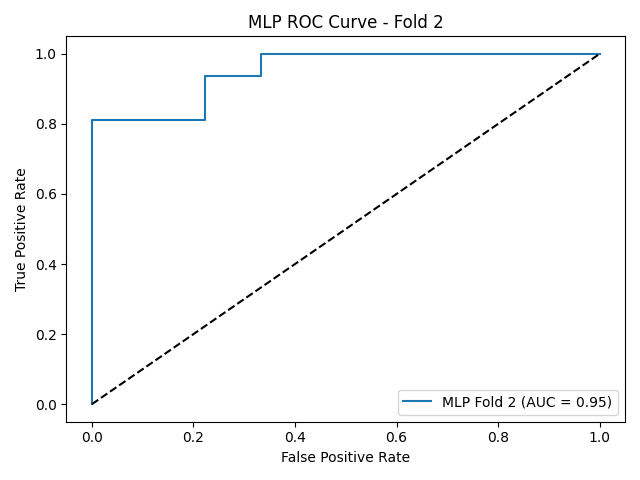 MLP ROC Curve - Fold 2
True Positive Rate
1.0
0.8
0.6
0.4
0.2
0.0
0.0 0.2 0.4 0.6 0.8 1.0
False Positive Rate
MLP Fold 2 (AUC = 0.95)